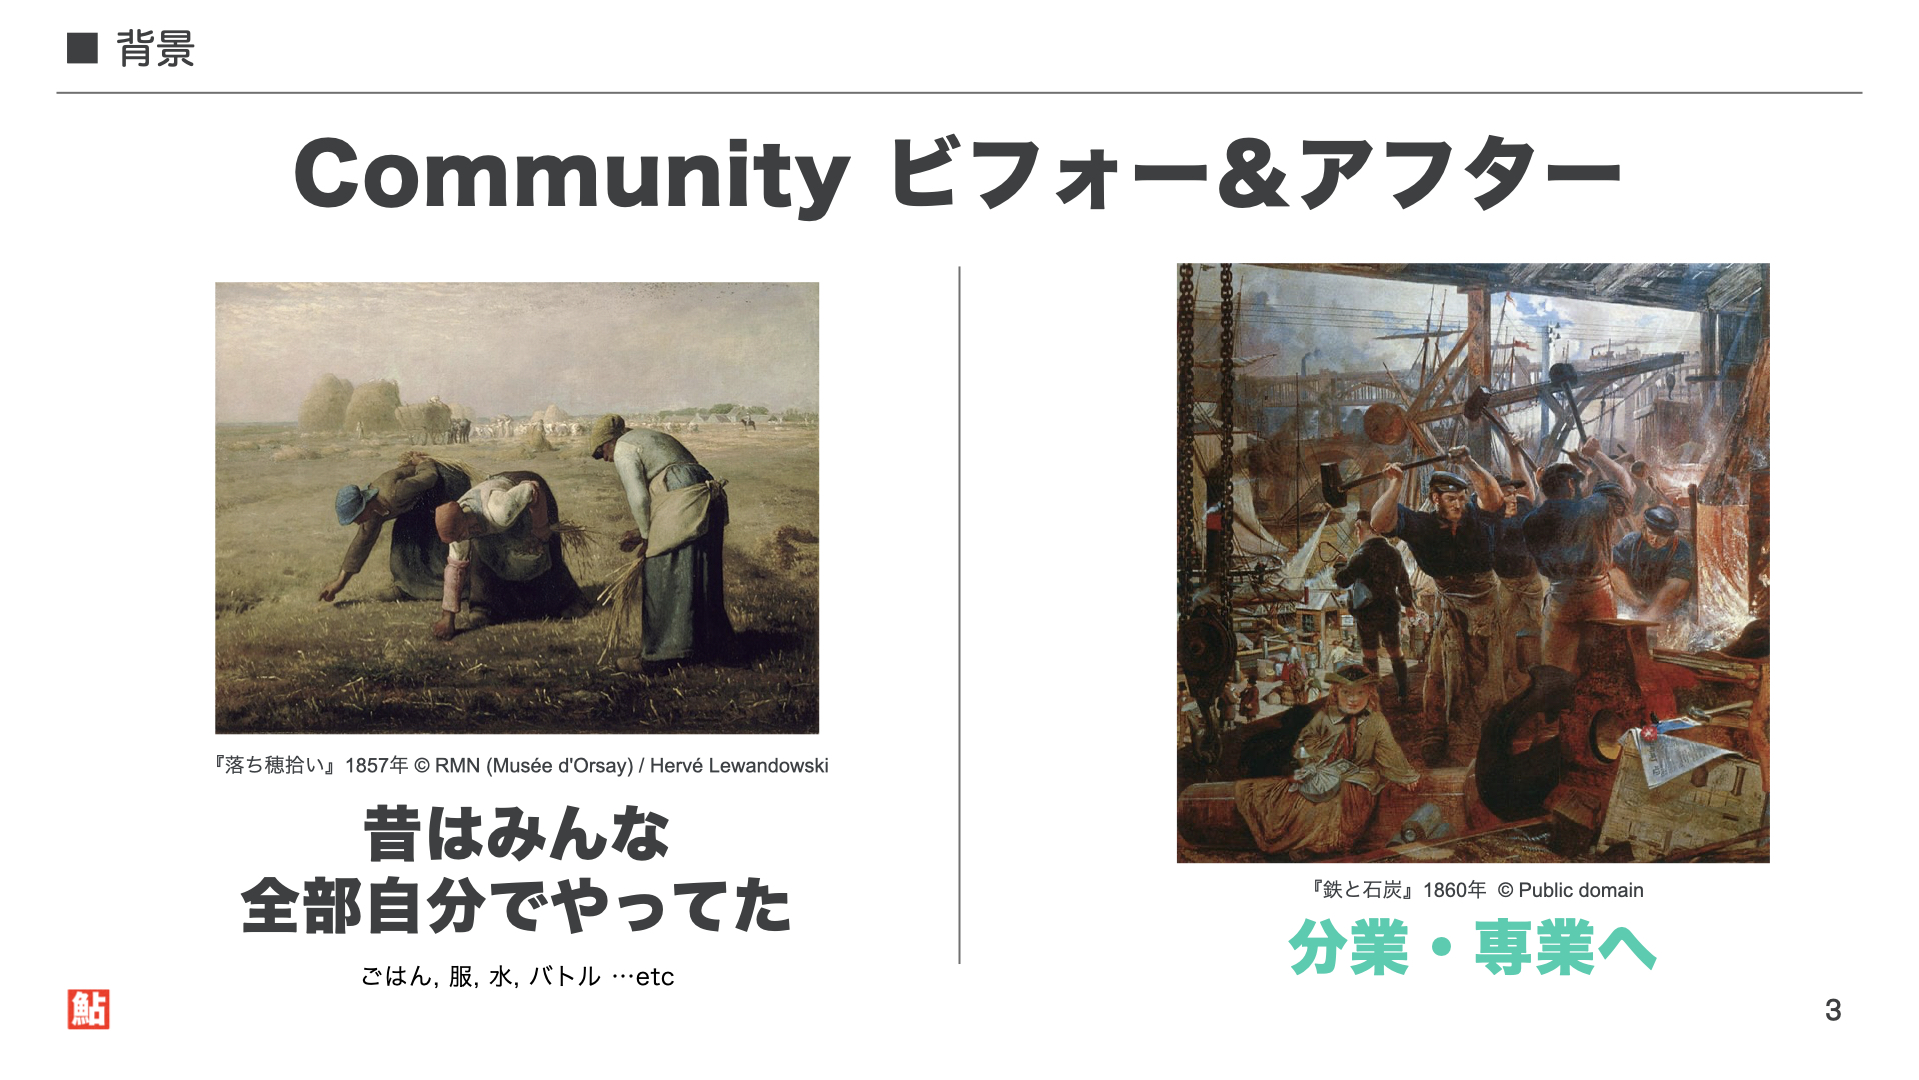 ■ 背景
Community ビフォー&アフター
『落ち穂拾い』1857年 © RMN (Musée d'Orsay) / Hervé Lewandowski
昔はみんな
全部自分でやってた
ごはん, 服, 水, バトル …etc
『鉄と石炭』1860年 © Public domain
分業・専業へ
鮎
3